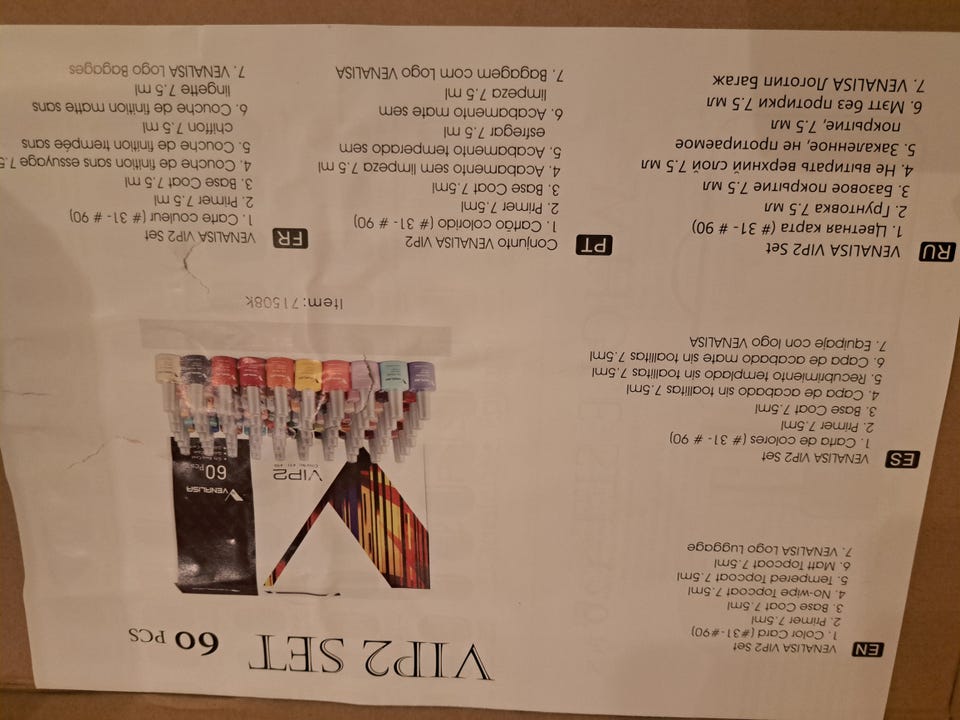 VIP2 SET 60 PCS
EN
VENALISA VIP2 Set
1. Color Card (#31-#90)
2. Primer 7.5ml
3. Base Coat 7.5ml
4. No-wipe Topcoat 7.5ml
5. Tempered Topcoat 7.5ml
6. Matt Topcoat 7.5ml
7. VENALISA Logo Luggage
VENALISA
60 Pcs
VIP2
ES
VENALISA VIP2 Set
1. Carta de colores (#31- # 90)
2. Primer 7.5ml
3. Base Coat 7.5ml
4. Capa de acabado sin toallitas 7.5ml
5. Recubrimiento templado sin toallitas 7.5ml
6. Capa de acabado mate sin toallitas 7.5ml
7. Equipaje con logo VENALISA
Item:71508k
RU
VENALISA VIP2 Set
1. Цветная карта (# 31- # 90)
2. Грунтовка 7.5 мл
3. Базовое покрытие 7.5 мл
4. Не вытирать верхний слой 7.5 мл
5. Закаленное, не протираемое
покрытие, 7.5 мл
6. Мэтт без протирки 7.5 мл
7. VENALISA Логотип Багаж
PT
Conjunto VENALISA VIP2
1. Cartão colorido (# 31- # 90)
2. Primer 7.5ml
3. Base Coat 7.5ml
4. Acabamento sem limpeza 7.5 ml
5. Acabamento temperado sem
esfregar 7.5 ml
6. Acabamento mate sem
limpeza 7.5 ml
7. Bagagem com Logo VENALISA
FR
VENALISA VIP2 Set
1. Carte couleur (# 31- # 90)
2. Primer 7.5 ml
3. Base Coat 7.5 ml
4. Couche de finition sans essuyage 7.5
5. Couche de finition trempée sans
chiffon 7.5 ml
6. Couche de finition matte sans
lingette 7.5 ml
7. VENALISA Logo Bagages